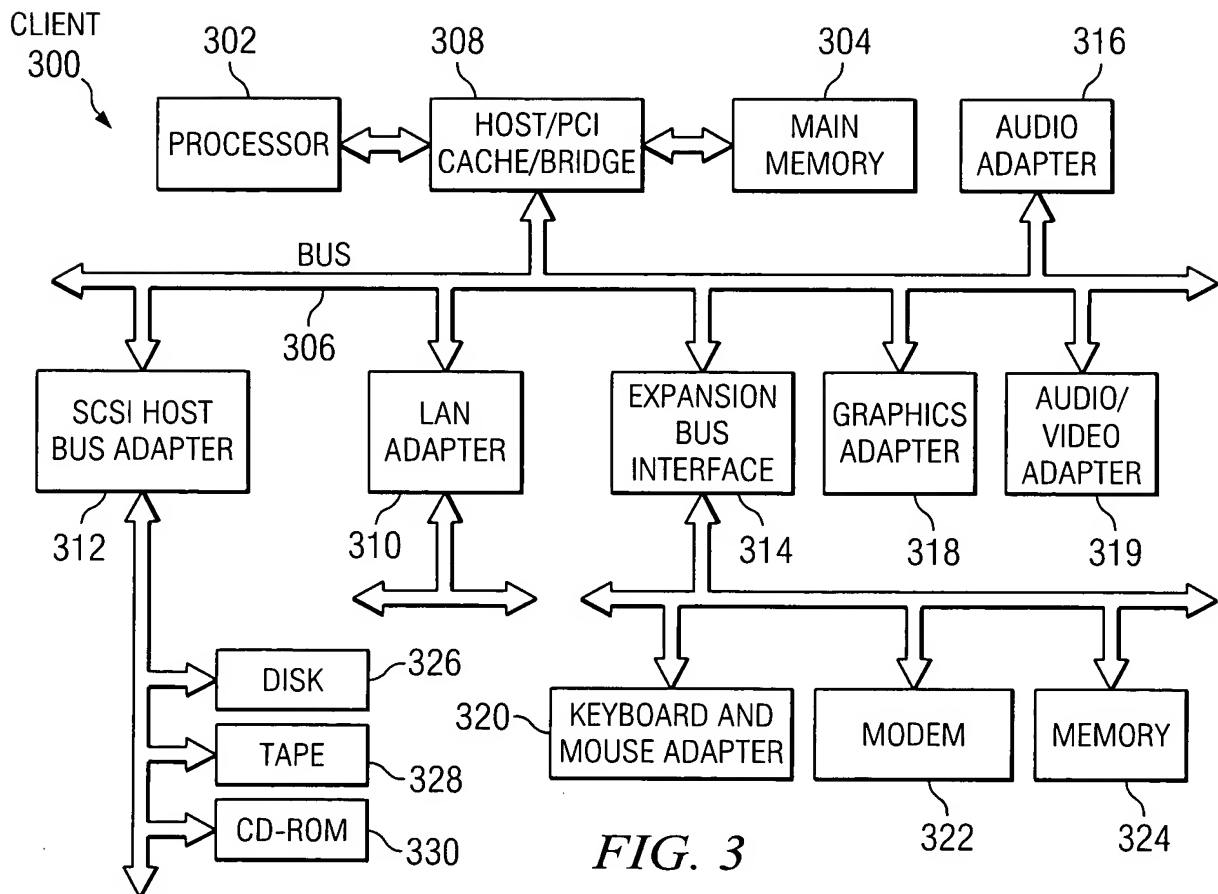 CLIENT
300
302
308
304
316
PROCESSOR
HOST/PCI
CACHE/BRIDGE
MAIN
MEMORY
AUDIO
ADAPTER
BUS
306
SCSI HOST
BUS ADAPTER
LAN
ADAPTER
EXPANSION
BUS
INTERFACE
GRAPHICS
ADAPTER
AUDIO/
VIDEO
ADAPTER
312
310
314
318
319
DISK
326
TAPE
328
CD-ROM
330
320
KEYBOARD AND
MOUSE ADAPTER
MODEM
MEMORY
322
324
FIG. 3